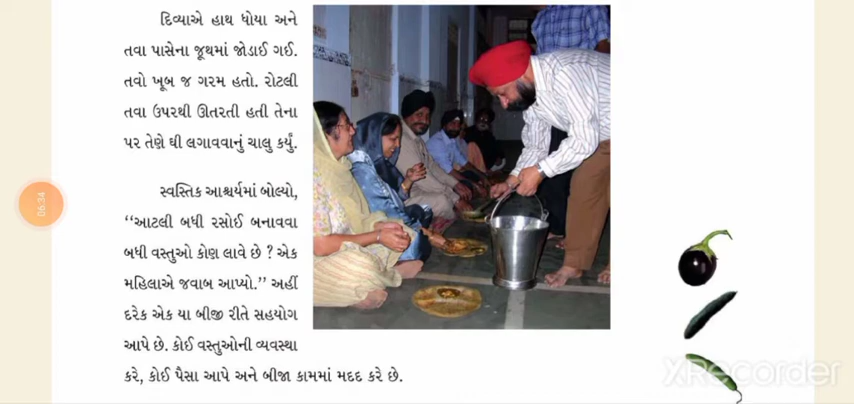 દિવ્યાએ હાથ ધોયા અને
તવા પાસેના જૂથમાં જોડાઈ ગઈ.
તવો ખૂબ જ ગરમ હતો. રોટલી
તવા ઉપરથી ઊતરતી હતી તેના
પર તેણે ઘી લગાવવાનું ચાલુ કર્યું.
સ્વસ્તિક આશ્ચર્યમાં બોલ્યો,
“આટલી બધી રસોઈ બનાવવા
બધી વસ્તુઓ કોણ લાવે છે ? એક
મહિલાએ જવાબ આપ્યો.” અહીં
દરેક એક યા બીજી રીતે સહયોગ
આપે છે. કોઈ વસ્તુઓની વ્યવસ્થા
કરે, કોઈ પૈસા આપે અને બીજા કામમાં મદદ કરે છે.
06:34
XRecorder